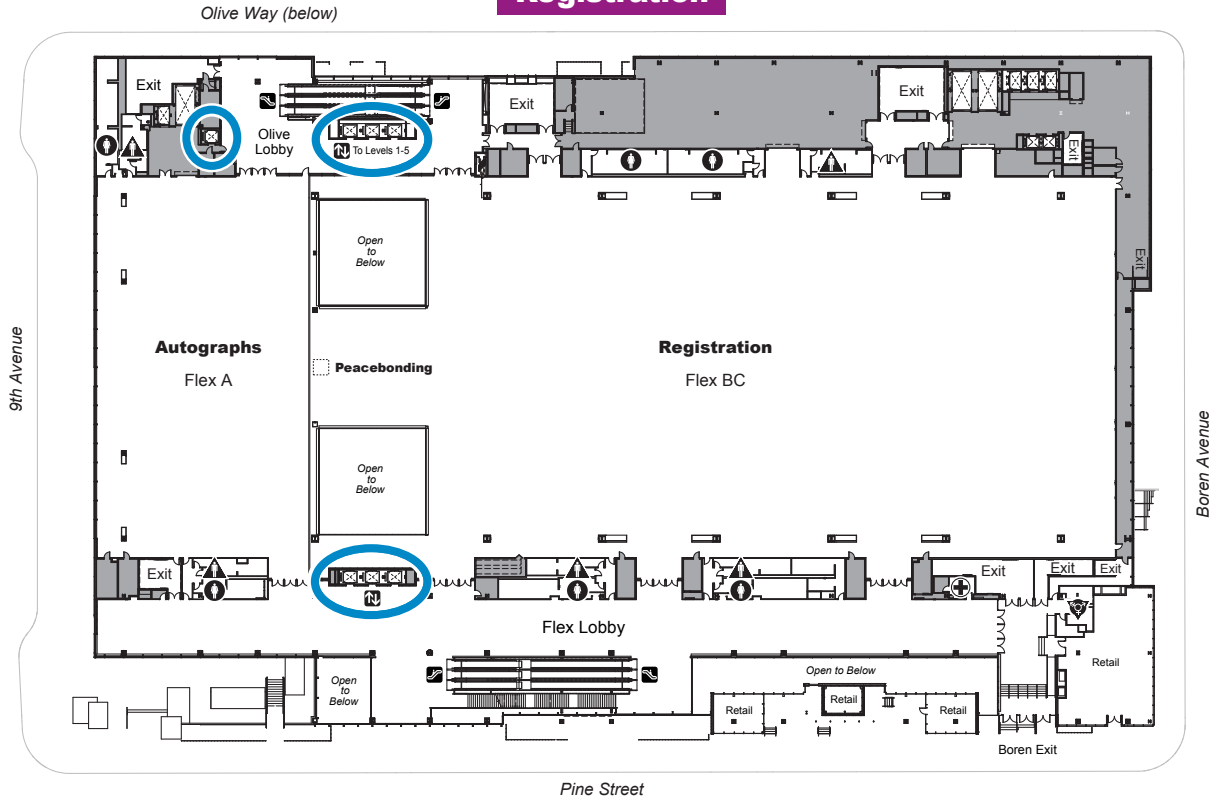 Registration
Olive Way (below)
Exit
Exit
Exit
Olive
Lobby
To Levels 1-5
Exit
Open
to
Below
Exit
9th Avenue
Autographs
Flex A
Peacebonding
Registration
Flex BC
Boren Avenue
Open
to
Below
Exit
Exit
Exit
Exit
Flex Lobby
Open
to
Below
Open to Below
Retail
Retail
Retail
Retail
Boren Exit
Pine Street